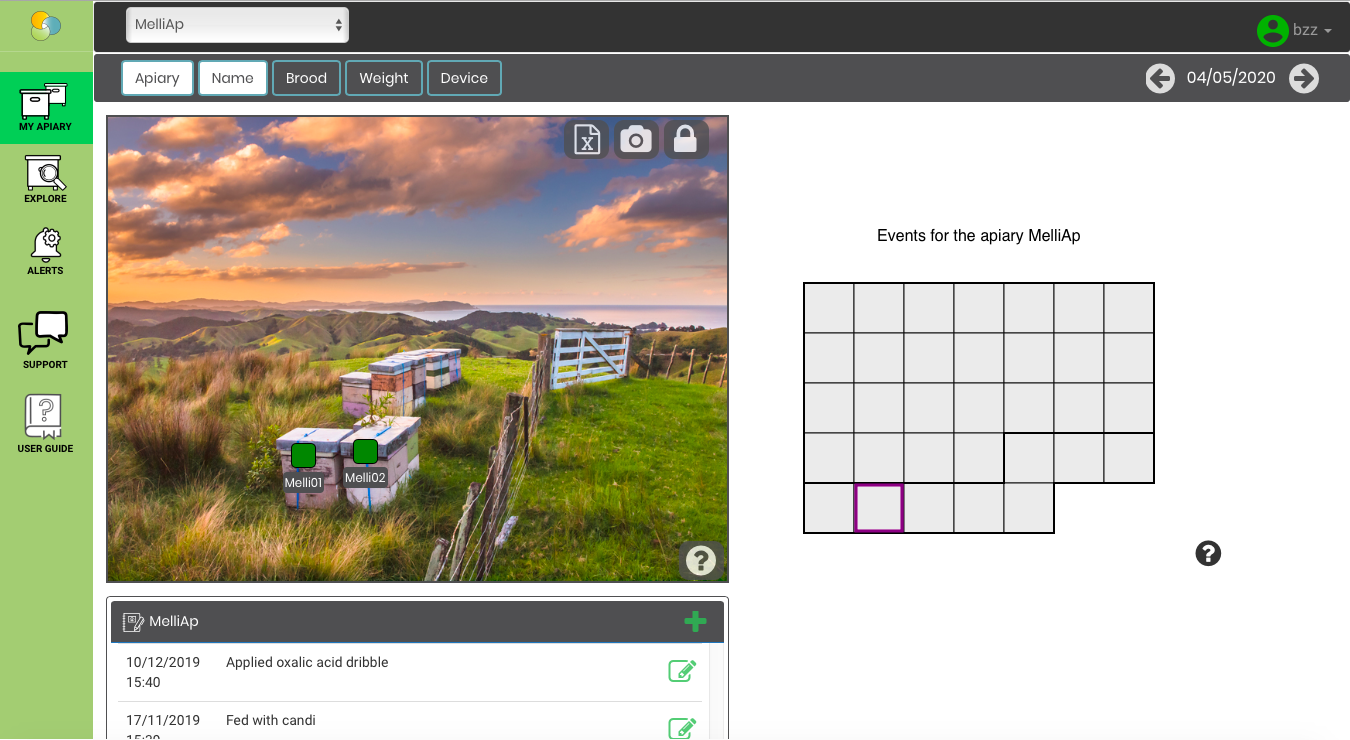 MelliAp
bzz
Apiary
Name
Brood
Weight
Device
04/05/2020
MY APIARY
EXPLORE
ALERTS
SUPPORT
USER GUIDE
X
Melli01
Melli02
?
Events for the apiary MelliAp
?
MelliAp
10/12/2019 Applied oxalic acid dribble
15:40
17/11/2019 Fed with candi